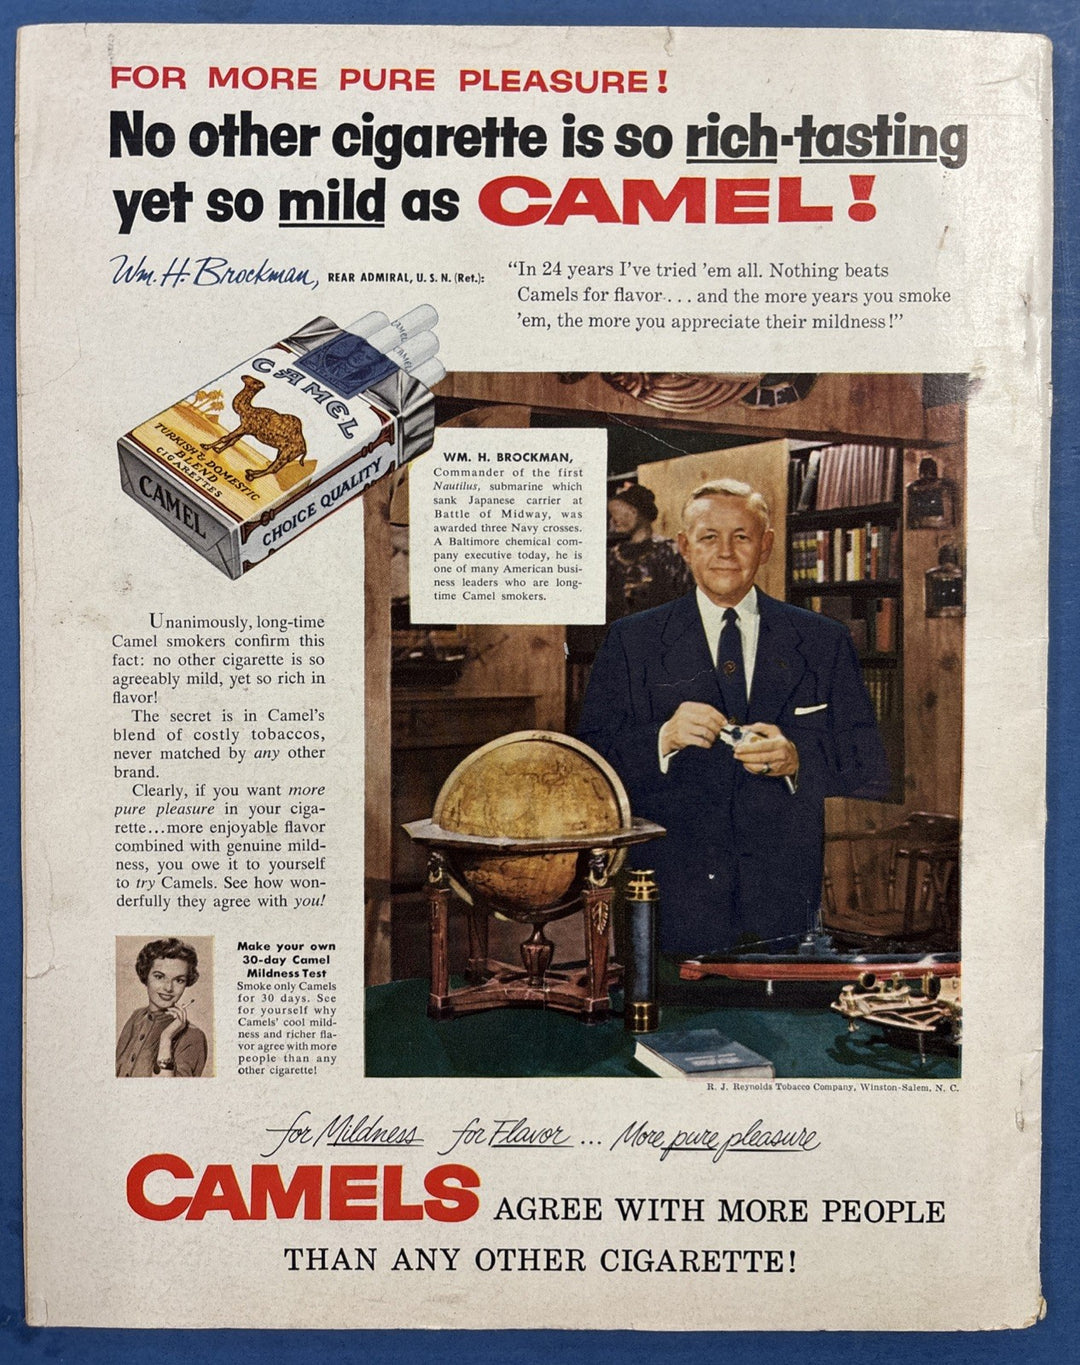 FOR MORE PURE PLEASURE!
No other cigarette is so rich-tasting
yet so mild as CAMEL!
Wm. H. Brockman, REAR ADMIRAL, U. S. N. (Ret.):
“In 24 years I’ve tried ’em all. Nothing beats
Camels for flavor . . . and the more years you smoke
’em, the more you appreciate their mildness!”
CAMEL
CAMEL
CAMEL
TURKISH & DOMESTIC
BLEND
CIGARETTES
CAMEL
CHOICE QUALITY
WM. H. BROCKMAN,
Commander of the first
Nautilus, submarine which
sank Japanese carrier at
Battle of Midway, was
awarded three Navy crosses.
A Baltimore chemical com-
pany executive today, he is
one of many American busi-
ness leaders who are long-
time Camel smokers.
Unanimously, long-time
Camel smokers confirm this
fact: no other cigarette is so
agreeably mild, yet so rich in
flavor!
The secret is in Camel’s
blend of costly tobaccos,
never matched by any other
brand.
Clearly, if you want more
pure pleasure in your ciga-
rette...more enjoyable flavor
combined with genuine mild-
ness, you owe it to yourself
to try Camels. See how won-
derfully they agree with you!
Make your own
30-day Camel
Mildness Test
Smoke only Camels
for 30 days. See
for yourself why
Camels’ cool mild-
ness and richer fla-
vor agree with more
people than any
other cigarette!
R. J. Reynolds Tobacco Company, Winston-Salem, N. C.
for Mildness for Flavor ... More pure pleasure
CAMELS AGREE WITH MORE PEOPLE
THAN ANY OTHER CIGARETTE!